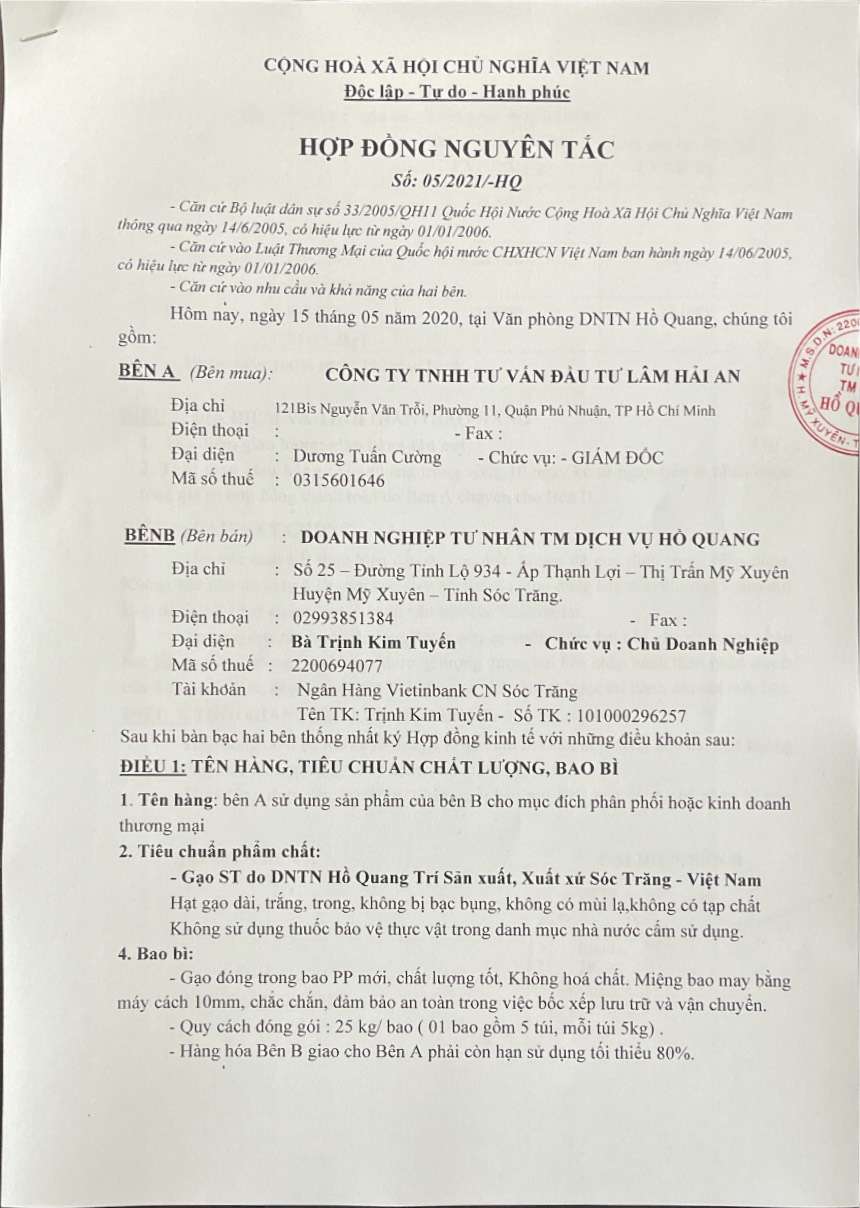 CỘNG HOÀ XÃ HỘI CHỦ NGHĨA VIỆT NAM
Độc lập - Tự do - Hạnh phúc
HỢP ĐỒNG NGUYÊN TẮC
Số: 05/2021/-HQ
- Căn cứ Bộ luật dân sự số 33/2005/QH11 Quốc Hội Nước Cộng Hoà Xã Hội Chủ Nghĩa Việt Nam
thông qua ngày 14/6/2005, có hiệu lực từ ngày 01/01/2006.
- Căn cứ vào Luật Thương Mại của Quốc hội nước CHXHCN Việt Nam ban hành ngày 14/06/2005,
có hiệu lực từ ngày 01/01/2006.
- Căn cứ vào nhu cầu và khả năng của hai bên.
Hôm nay, ngày 15 tháng 05 năm 2020, tại Văn phòng DNTN Hồ Quang, chúng tôi
gồm:
BÊN A (Bên mua): CÔNG TY TNHH TƯ VẤN ĐẦU TƯ LÂM HẢI AN
Địa chỉ 121Bis Nguyễn Văn Trỗi, Phường 11, Quận Phú Nhuận, TP Hồ Chí Minh
Điện thoại : - Fax :
Đại diện : Dương Tuấn Cường - Chức vụ: - GIÁM ĐỐC
Mã số thuế : 0315601646
BÊNB (Bên bán) : DOANH NGHIỆP TƯ NHÂN TM DỊCH VỤ HỒ QUANG
Địa chỉ : Số 25 – Đường Tỉnh Lộ 934 - Ấp Thạnh Lợi – Thị Trấn Mỹ Xuyên
Huyện Mỹ Xuyên – Tỉnh Sóc Trăng.
Điện thoại : 02993851384 - Fax :
Đại diện : Bà Trịnh Kim Tuyến - Chức vụ : Chủ Doanh Nghiệp
Mã số thuế : 2200694077
Tài khoản : Ngân Hàng Vietinbank CN Sóc Trăng
Tên TK: Trịnh Kim Tuyến - Số TK : 101000296257
Sau khi bàn bạc hai bên thống nhất ký Hợp đồng kinh tế với những điều khoản sau:
ĐIỀU 1: TÊN HÀNG, TIÊU CHUẨN CHẤT LƯỢNG, BAO BÌ
1. Tên hàng: bên A sử dụng sản phẩm của bên B cho mục đích phân phối hoặc kinh doanh
thương mại
2. Tiêu chuẩn phẩm chất:
- Gạo ST do DNTN Hồ Quang Trí Sản xuất, Xuất xứ Sóc Trăng - Việt Nam
Hạt gạo dài, trắng, trong, không bị bạc bụng, không có mùi lạ,không có tạp chất
Không sử dụng thuốc bảo vệ thực vật trong danh mục nhà nước cấm sử dụng.
4. Bao bì:
- Gạo đóng trong bao PP mới, chất lượng tốt, Không hoá chất. Miệng bao may bằng
máy cách 10mm, chắc chắn, đảm bảo an toàn trong việc bốc xếp lưu trữ và vận chuyển.
- Quy cách đóng gói : 25 kg/ bao ( 01 bao gồm 5 túi, mỗi túi 5kg) .
- Hàng hóa Bên B giao cho Bên A phải còn hạn sử dụng tối thiểu 80%.
M.S.D.N: 220
DOAN
TƯ
TM
HỒ QU
H. MỸ XUYÊN - T